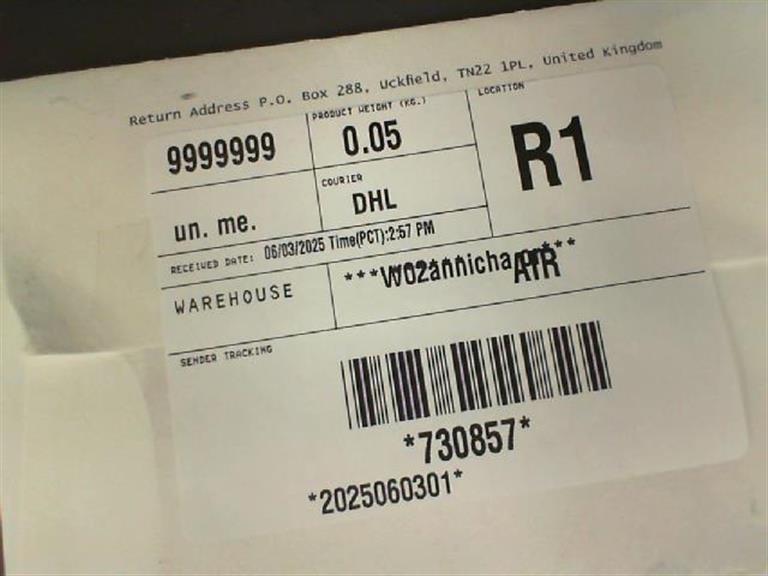 Return Address P.O. Box 288, Uckfield, TN22 1PL, United Kingdom
9999999
PRODUCT WEIGHT (KG.)
0.05
LOCATION
R1
un. me.
COURIER
DHL
RECEIVED DATE: 06/03/2025 Time(PCT):2:57 PM
WAREHOUSE
AIR
SENDER TRACKING
*730857*
*2025060301*